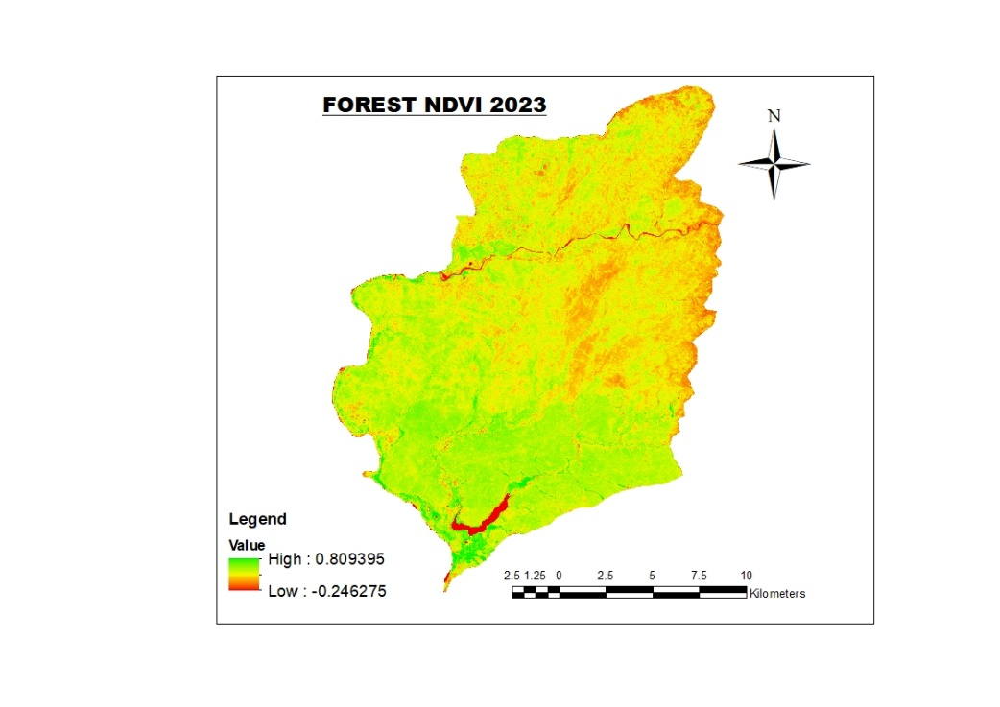 FOREST NDVI 2023
N
Legend
Value
High : 0.809395
Low : -0.246275
2.5 1.25 0 2.5 5 7.5 10
Kilometers